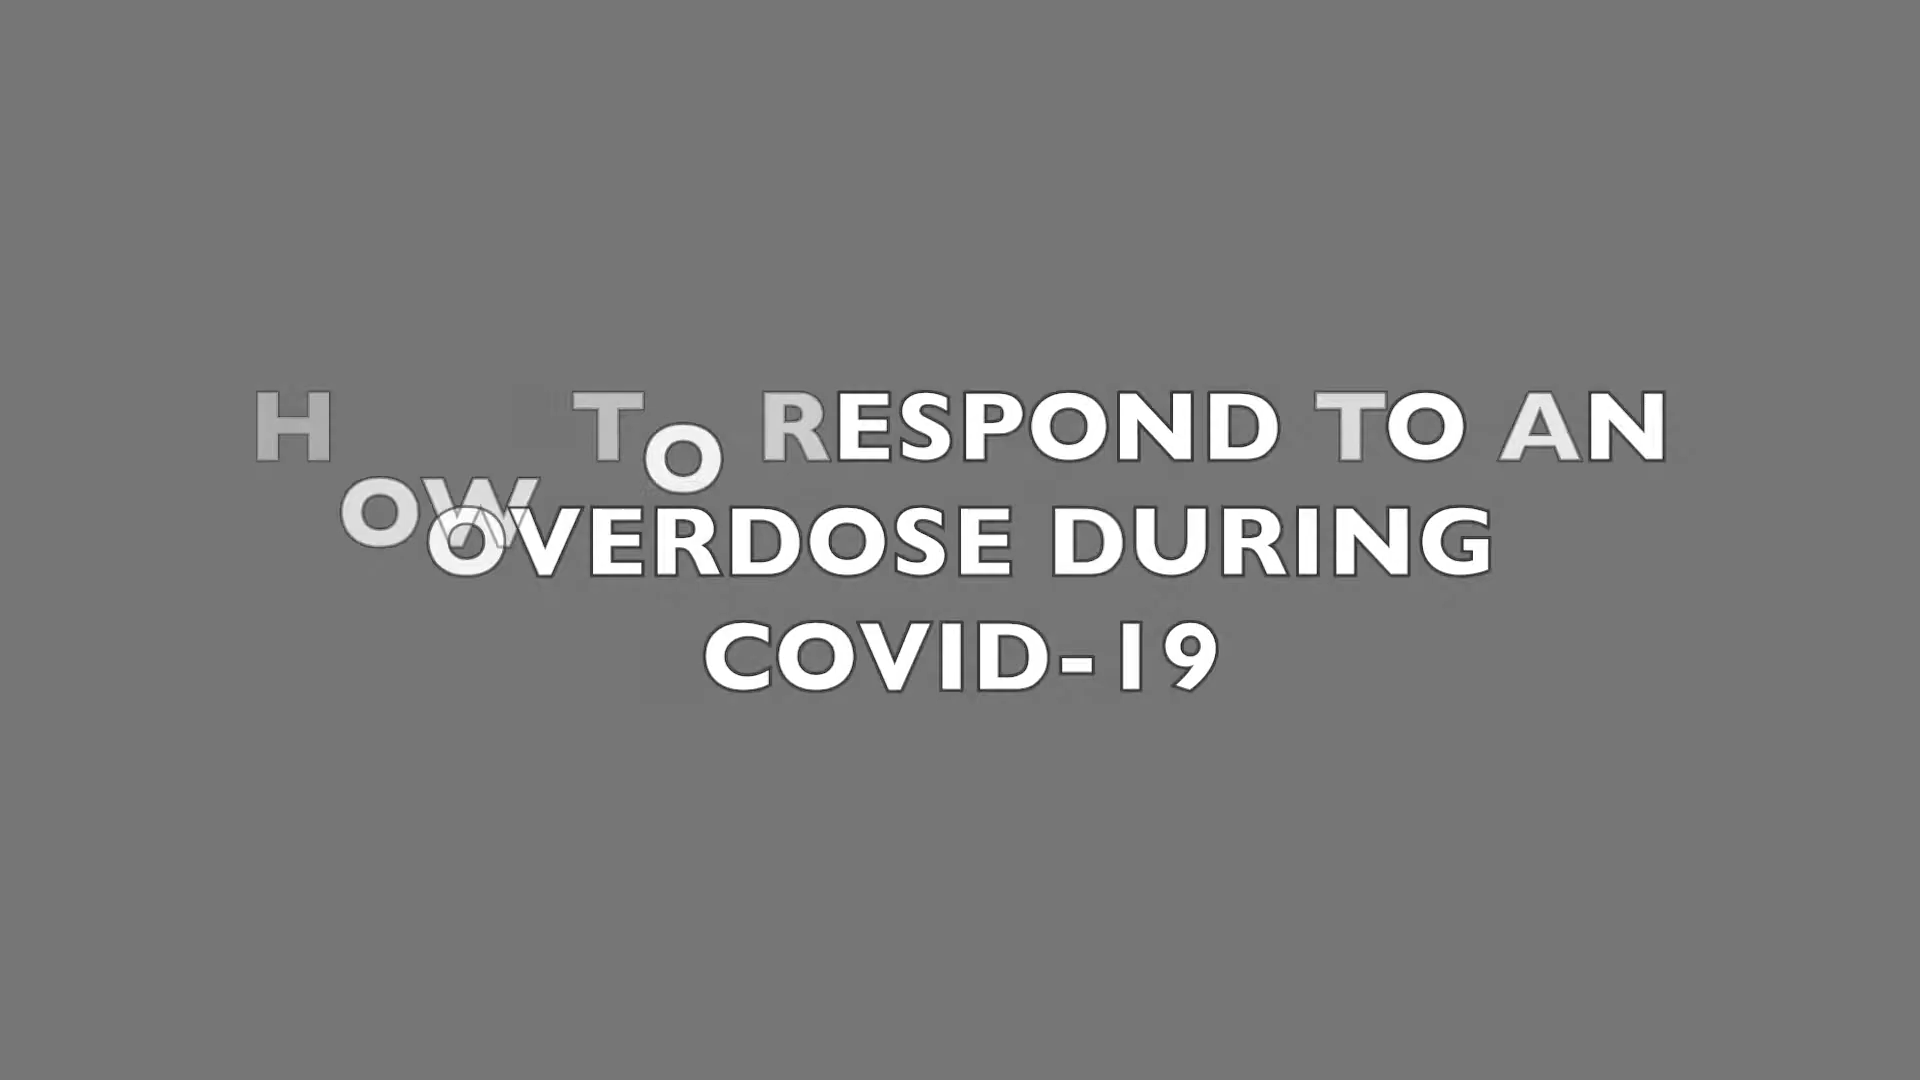 HOW TO RESPOND TO AN
OVERDOSE DURING
COVID-19